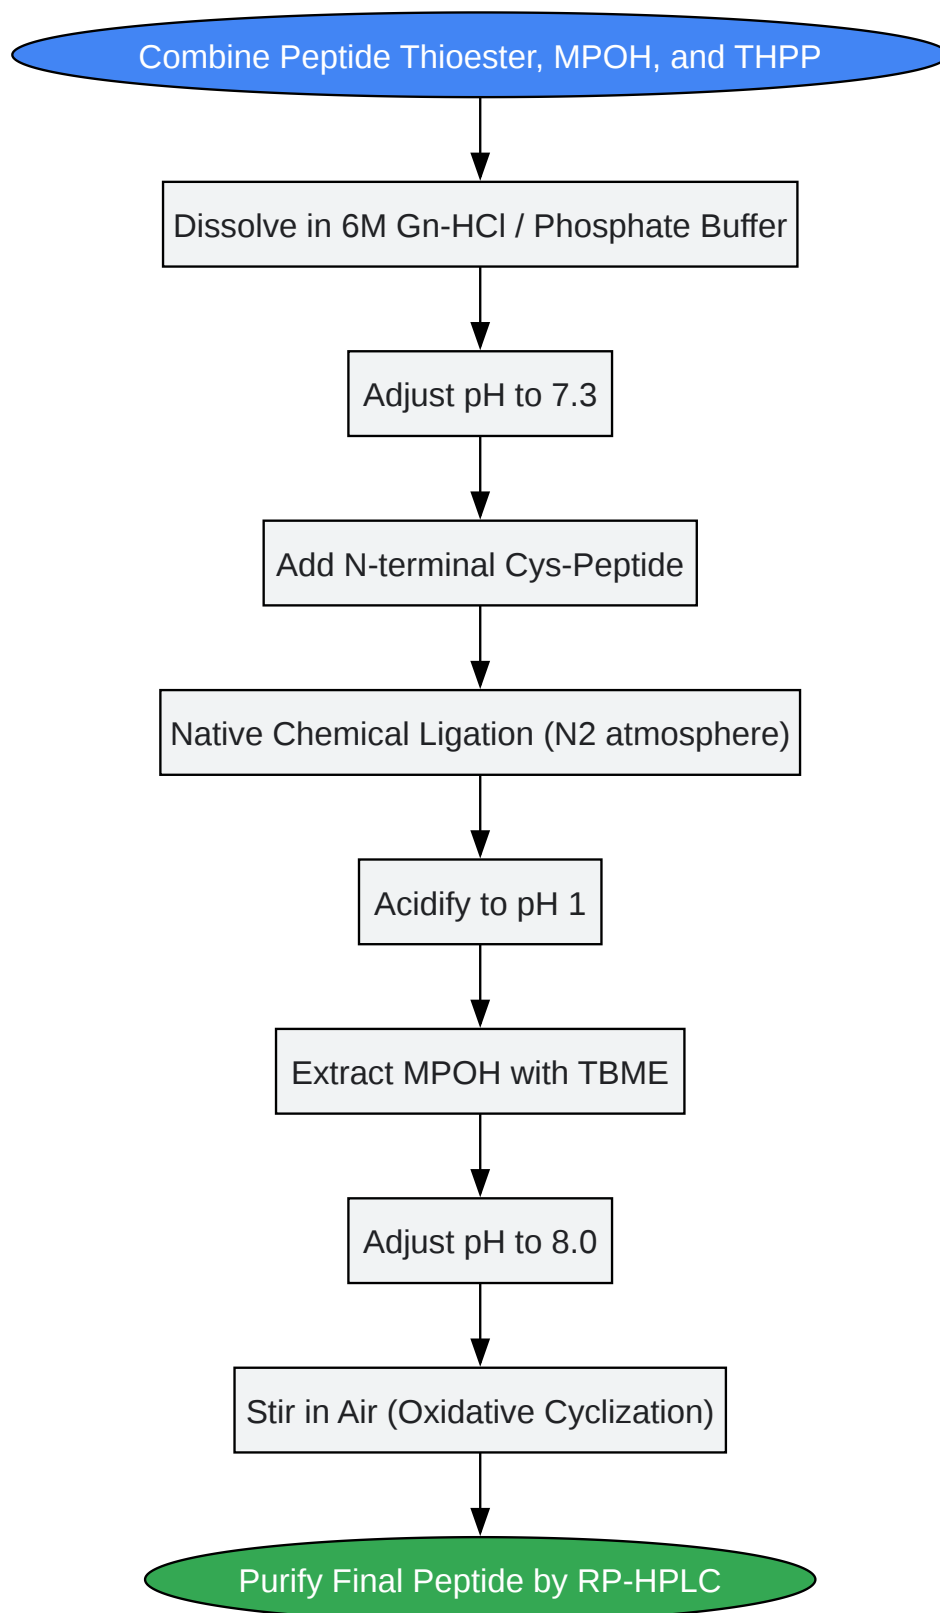 Combine Peptide Thioester, MPOH, and THPP
Dissolve in 6M Gn-HCl / Phosphate Buffer
Adjust pH to 7.3
Add N-terminal Cys-Peptide
Native Chemical Ligation (N2 atmosphere)
Acidify to pH 1
Extract MPOH with TBME
Adjust pH to 8.0
Stir in Air (Oxidative Cyclization)
Purify Final Peptide by RP-HPLC